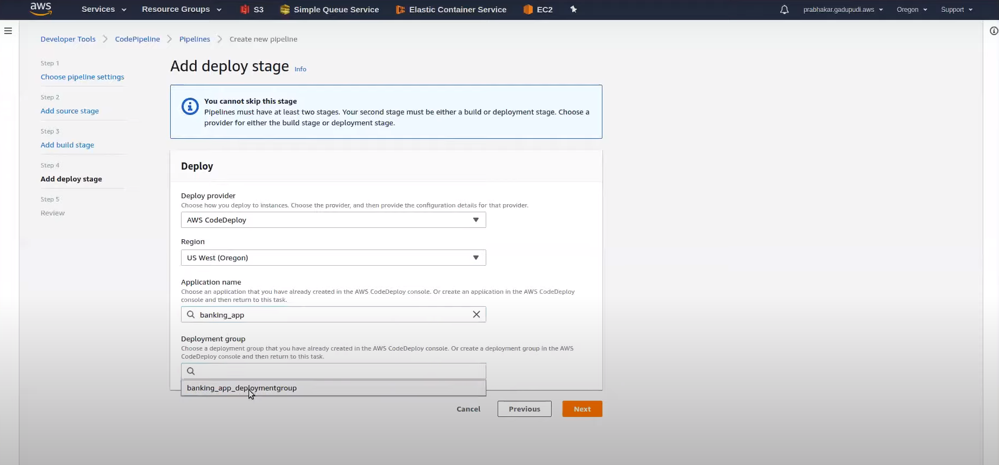 aws Services Resource Groups S3 Simple Queue Service Elastic Container Service EC2 prabhakar.gadupudi.aws Oregon Support
Developer Tools CodePipeline Pipelines Create new pipeline
Step 1
Choose pipeline settings
Step 2
Add source stage
Step 3
Add build stage
Step 4
Add deploy stage
Step 5
Review
Add deploy stage Info
You cannot skip this stage
Pipelines must have at least two stages. Your second stage must be either a build or deployment stage. Choose a
provider for either the build stage or deployment stage.
Deploy
Deploy provider
Choose how you deploy to instances. Choose the provider, and then provide the configuration details for that provider.
AWS CodeDeploy
Region
US West (Oregon)
Application name
Choose an application that you have already created in the AWS CodeDeploy console. Or create an application in the AWS CodeDeploy
console and then return to this task.
banking_app
Deployment group
Choose a deployment group that you have already created in the AWS CodeDeploy console. Or create a deployment group in the AWS
CodeDeploy console and then return to this task.
banking_app_deploymentgroup
Cancel Previous Next